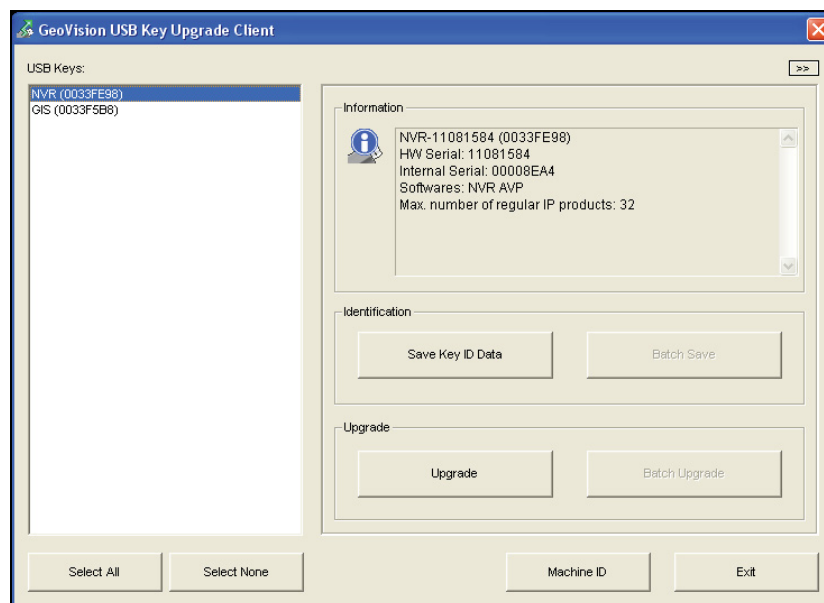 GeoVision USB Key Upgrade Client
USB Keys:
>>
NVR (0033FE98)
GIS (0033F5B8)
Information
NVR-11081584 (0033FE98)
HW Serial: 11081584
Internal Serial: 00008EA4
Softwares: NVR AVP
Max. number of regular IP products: 32
Identification
Save Key ID Data
Batch Save
Upgrade
Upgrade
Batch Upgrade
Select All
Select None
Machine ID
Exit